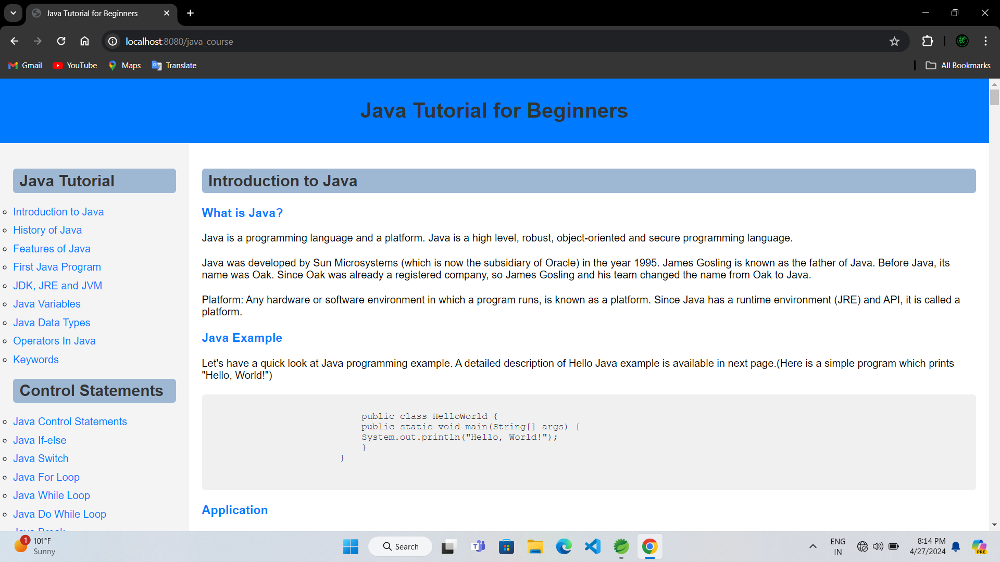 Java Tutorial for Beginners
localhost:8080/java_course
Gmail
YouTube
Maps
Translate
All Bookmarks
Java Tutorial for Beginners
Java Tutorial
Introduction to Java
History of Java
Features of Java
First Java Program
JDK, JRE and JVM
Java Variables
Java Data Types
Operators In Java
Keywords
Control Statements
Java Control Statements
Java If-else
Java Switch
Java For Loop
Java While Loop
Java Do While Loop
Java Break
Introduction to Java
What is Java?
Java is a programming language and a platform. Java is a high level, robust, object-oriented and secure programming language.
Java was developed by Sun Microsystems (which is now the subsidiary of Oracle) in the year 1995. James Gosling is known as the father of Java. Before Java, its
name was Oak. Since Oak was already a registered company, so James Gosling and his team changed the name from Oak to Java.
Platform: Any hardware or software environment in which a program runs, is known as a platform. Since Java has a runtime environment (JRE) and API, it is called a
platform.
Java Example
Let's have a quick look at Java programming example. A detailed description of Hello Java example is available in next page.(Here is a simple program which prints
"Hello, World!")
public class HelloWorld {
public static void main(String[] args) {
System.out.println("Hello, World!");
}
}
Application
1
101°F
Sunny
Search
ENG
IN
8:14 PM
4/27/2024
PRE